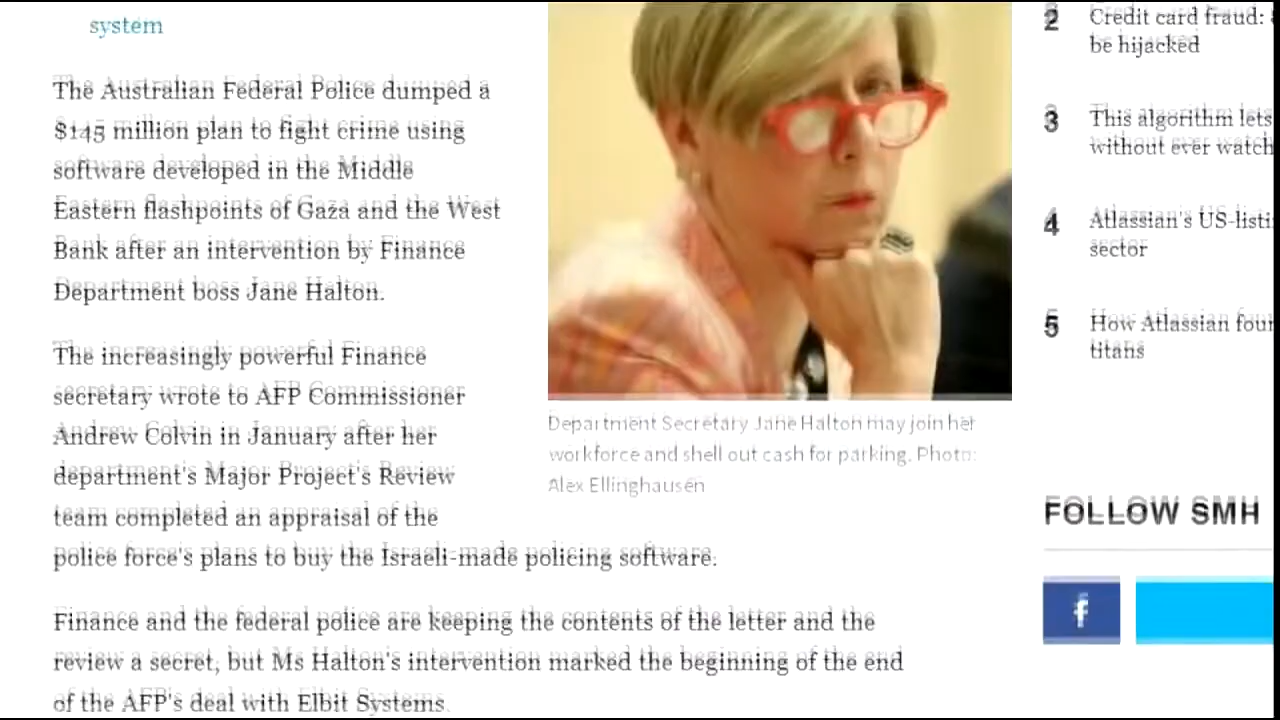 system
The Australian Federal Police dumped a
$145 million plan to fight crime using
software developed in the Middle
Eastern flashpoints of Gaza and the West
Bank after an intervention by Finance
Department boss Jane Halton.
The increasingly powerful Finance
secretary wrote to AFP Commissioner
Andrew Colvin in January after her
department's Major Project's Review
team completed an appraisal of the
police force's plans to buy the Israeli-made policing software.
Finance and the federal police are keeping the contents of the letter and the
review a secret, but Ms Halton's intervention marked the beginning of the end
of the AFP's deal with Elbit Systems.
Department Secretary Jane Halton may join her
workforce and shell out cash for parking. Photo:
Alex Ellinghausen
2 Credit card fraud:
be hijacked
3 This algorithm lets
without ever watch
4 Atlassian's US-listi
sector
5 How Atlassian four
titans
FOLLOW SMH
f